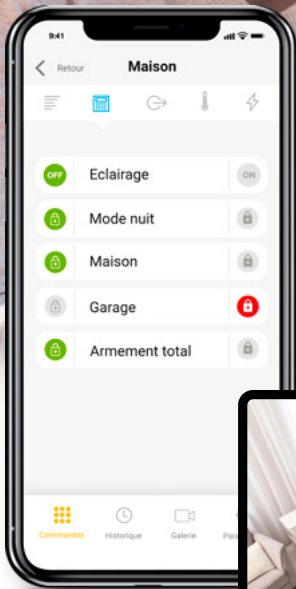 9:41
Retour Maison
OFF Eclairage ON
Mode nuit
Maison
Garage
Armement total
Commandes Historique Galerie